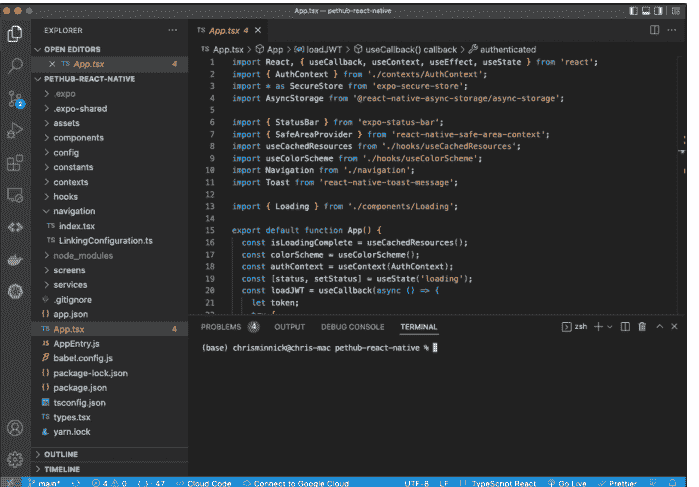 App.tsx — pethub-react-native
EXPLORER
OPEN EDITORS
App.tsx 4
PETHUB-REACT-NATIVE
.expo
.expo-shared
assets
components
config
constants
contexts
hooks
navigation
TS index.tsx
TS LinkingConfiguration.ts
node_modules
screens
services
.gitignore
{} app.json
TS App.tsx 4
JS AppEntry.js
babel.config.js
{} package-lock.json
{} package.json
tsconfig.json
TS types.tsx
yarn.lock
OUTLINE
TIMELINE
2
TS App.tsx 4
TS App.tsx > App > loadJWT > useCallback() callback > authenticated
1 import React, { useCallback, useContext, useEffect, useState } from 'react';
2 import { AuthContext } from './contexts/AuthContext';
3 import * as SecureStore from 'expo-secure-store';
4 import AsyncStorage from '@react-native-async-storage/async-storage';
5
6 import { StatusBar } from 'expo-status-bar';
7 import { SafeAreaProvider } from 'react-native-safe-area-context';
8 import useCachedResources from './hooks/useCachedResources';
9 import useColorScheme from './hooks/useColorScheme';
10 import Navigation from './navigation';
11 import Toast from 'react-native-toast-message';
12
13 import { Loading } from './components/Loading';
14
15 export default function App() {
16 const isLoadingComplete = useCachedResources();
17 const colorScheme = useColorScheme();
18 const authContext = useContext(AuthContext);
19 const [status, setStatus] = useState('loading');
20 const loadJWT = useCallback(async () => {
21 let token;
PROBLEMS 4 OUTPUT DEBUG CONSOLE TERMINAL zsh
(base) chrisminnick@chris-mac pethub-react-native %
main* 4 0 47 Cloud Code Connect to Google Cloud UTF-8 LF {} TypeScript React Go Live Prettier